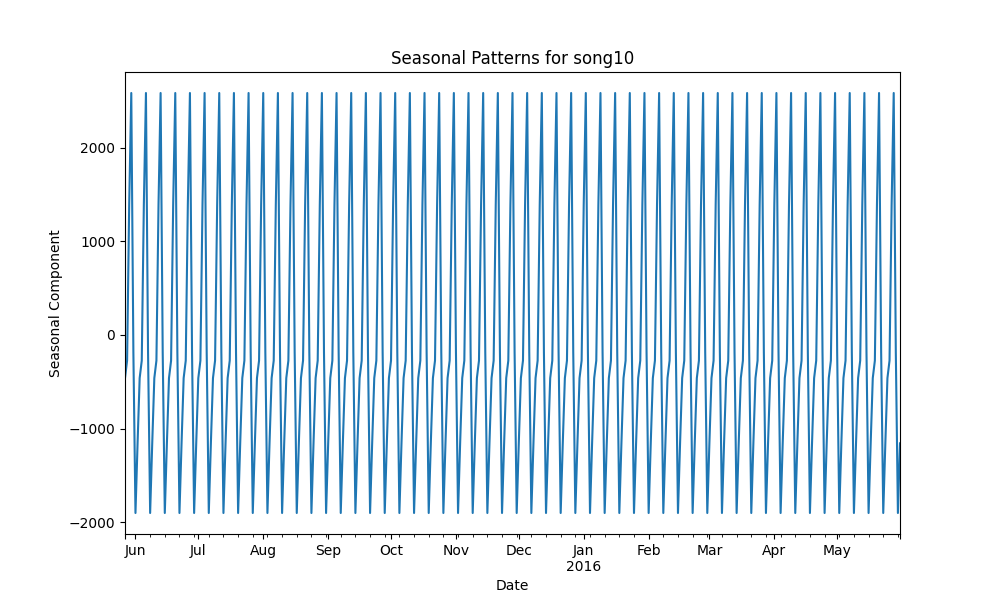 Seasonal Patterns for song10
Seasonal Component
2000
1000
0
−1000
−2000
Jun Jul Aug Sep Oct Nov Dec Jan Feb Mar Apr May
2016
Date